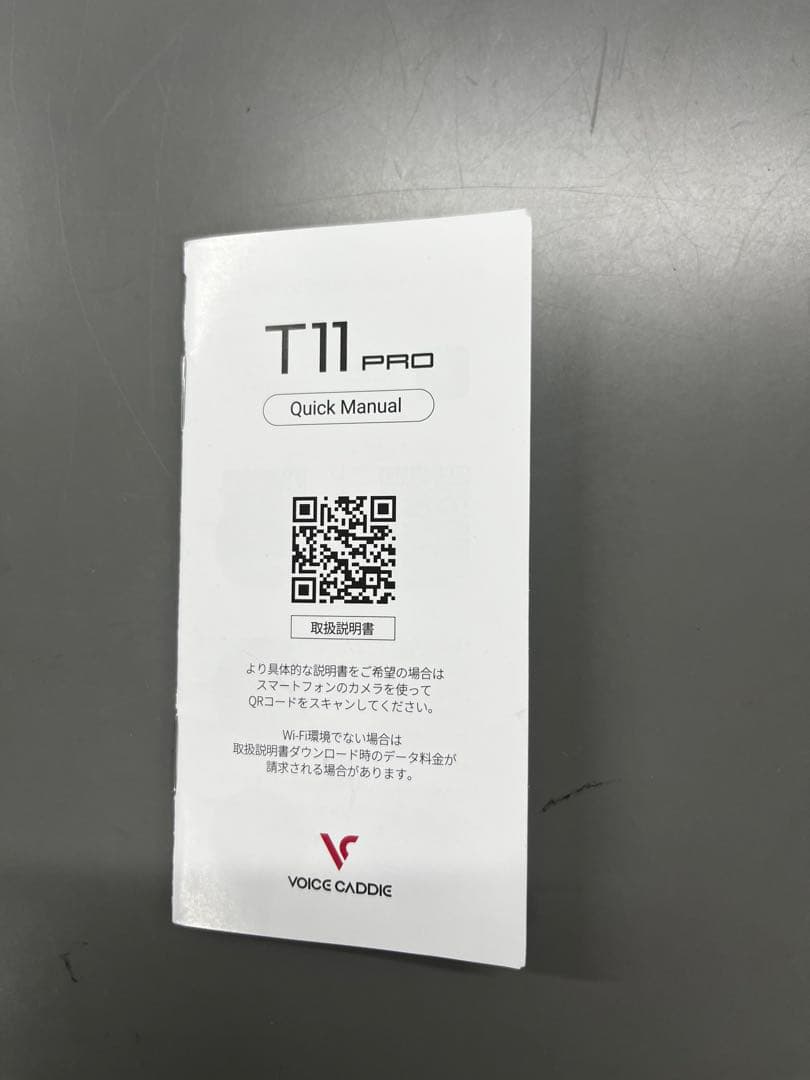 T11 PRO
Quick Manual
取扱説明書
より具体的な説明書をご希望の場合は
スマートフォンのカメラを使って
QRコードをスキャンしてください。
Wi-Fi環境でない場合は
取扱説明書ダウンロード時のデータ料金が
請求される場合があります。
VOICE CADDIE